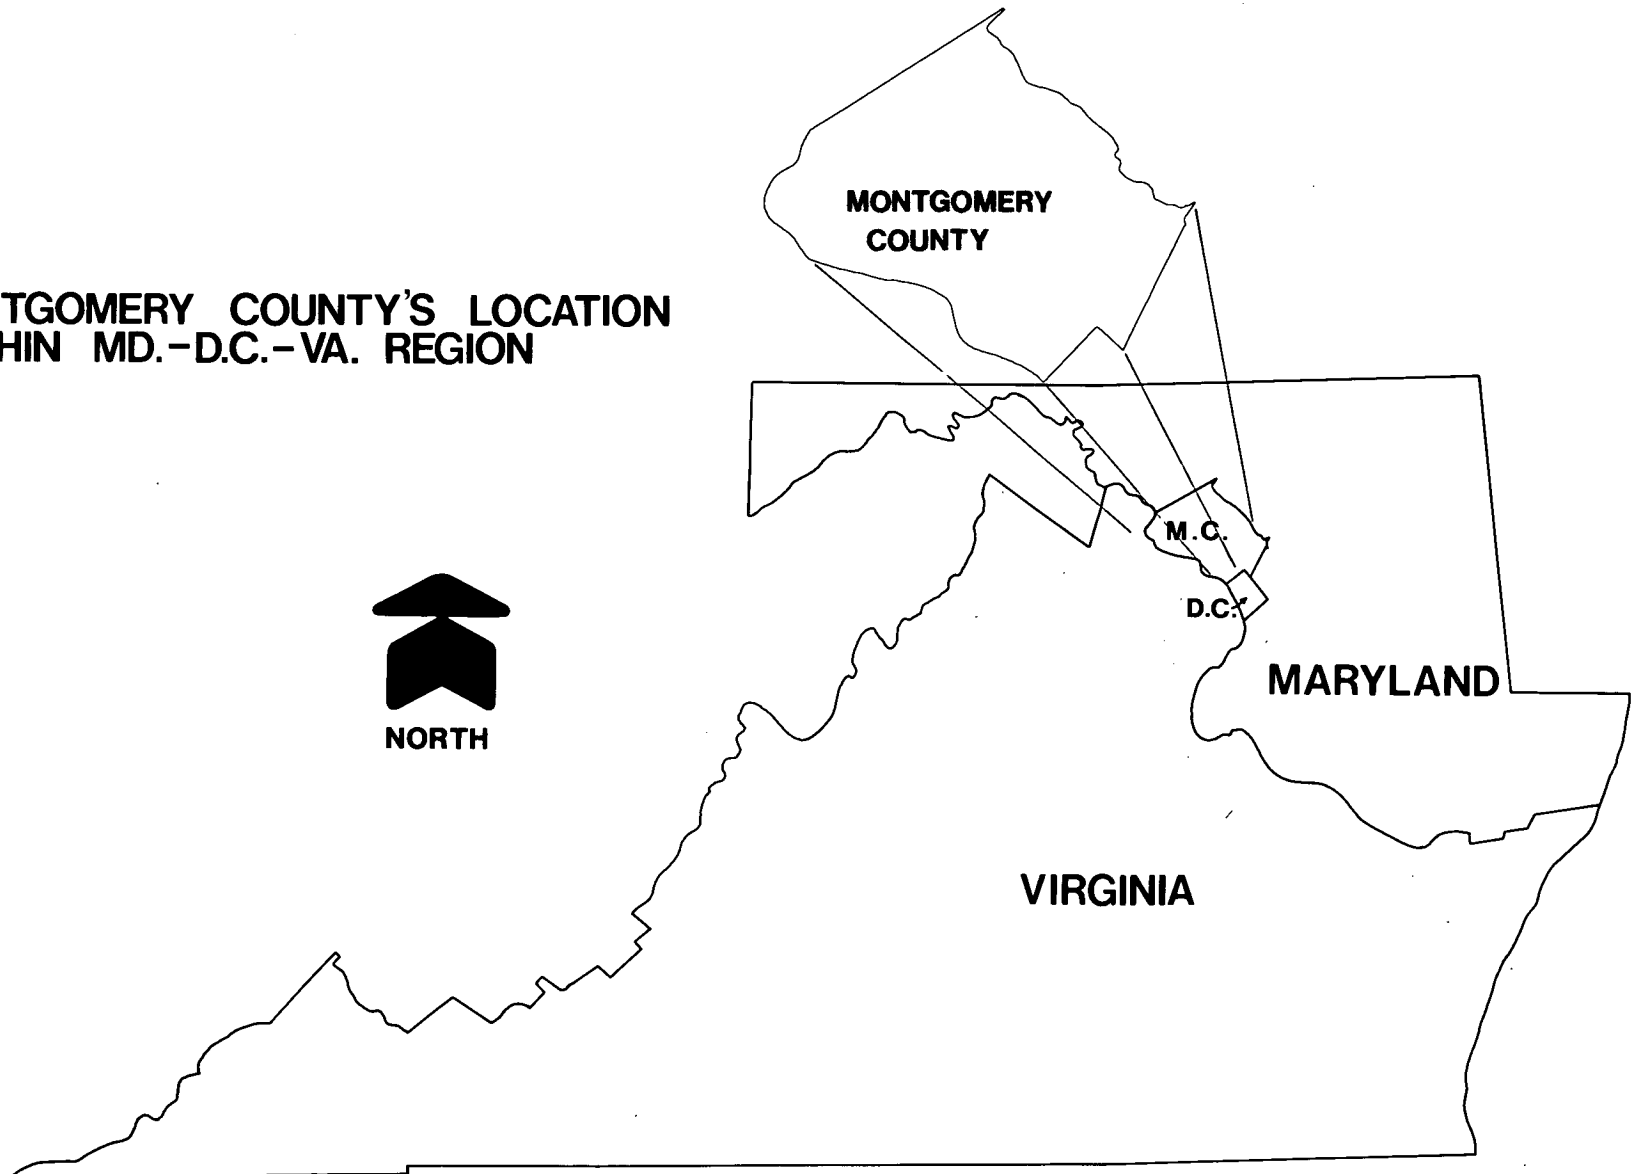 MONTGOMERY
COUNTY
TGOMERY COUNTY'S LOCATION
HIN MD.-D.C.-VA. REGION
M.C.
D.C.
MARYLAND
NORTH
VIRGINIA